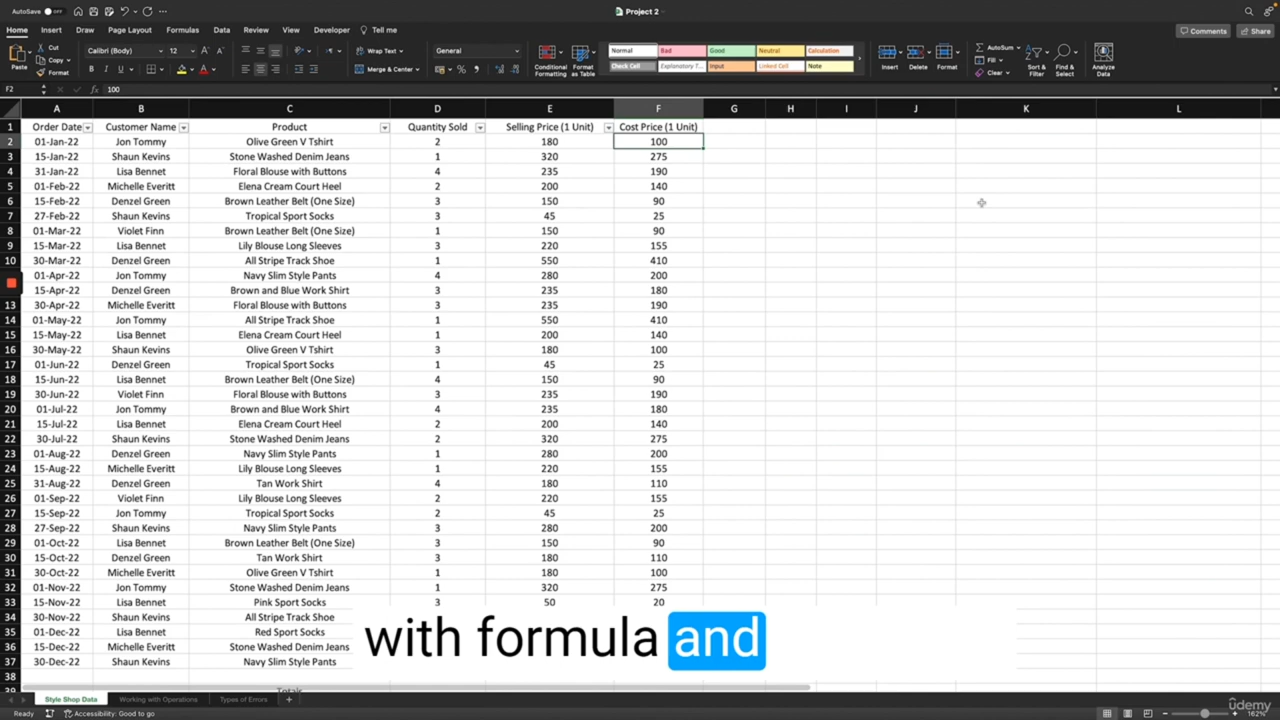 AutoSave OFF
Project 2
Home Insert Draw Page Layout Formulas Data Review View Developer Tell me
Comments Share
Paste
Cut
Copy
Format
Calibri (Body) 12
B
Wrap Text
Merge & Center
General
Conditional Formatting
Format as Table
Normal Bad Good Neutral Calculation
Check Cell Explanatory T... Input Linked Cell Note
Insert Delete Format
AutoSum
Fill
Clear
Sort & Filter
Find & Select
Analyze Data
F2 fx 100
A B C D E F G H I J K L
1 Order Date Customer Name Product Quantity Sold Selling Price (1 Unit) Cost Price (1 Unit)
2 01-Jan-22 Jon Tommy Olive Green V Tshirt 2 180 100
3 15-Jan-22 Shaun Kevins Stone Washed Denim Jeans 1 320 275
4 31-Jan-22 Lisa Bennet Floral Blouse with Buttons 4 235 190
5 01-Feb-22 Michelle Everitt Elena Cream Court Heel 2 200 140
6 15-Feb-22 Denzel Green Brown Leather Belt (One Size) 3 150 90
7 27-Feb-22 Shaun Kevins Tropical Sport Socks 3 45 25
8 01-Mar-22 Violet Finn Brown Leather Belt (One Size) 1 150 90
9 15-Mar-22 Lisa Bennet Lily Blouse Long Sleeves 3 220 155
10 30-Mar-22 Denzel Green All Stripe Track Shoe 1 550 410
01-Apr-22 Jon Tommy Navy Slim Style Pants 4 280 200
15-Apr-22 Denzel Green Brown and Blue Work Shirt 3 235 180
13 30-Apr-22 Michelle Everitt Floral Blouse with Buttons 3 235 190
14 01-May-22 Jon Tommy All Stripe Track Shoe 1 550 410
15 15-May-22 Lisa Bennet Elena Cream Court Heel 1 200 140
16 30-May-22 Shaun Kevins Olive Green V Tshirt 3 180 100
17 01-Jun-22 Denzel Green Tropical Sport Socks 1 45 25
18 15-Jun-22 Lisa Bennet Brown Leather Belt (One Size) 4 150 90
19 30-Jun-22 Violet Finn Floral Blouse with Buttons 3 235 190
20 01-Jul-22 Jon Tommy Brown and Blue Work Shirt 4 235 180
21 15-Jul-22 Lisa Bennet Elena Cream Court Heel 2 200 140
22 30-Jul-22 Shaun Kevins Stone Washed Denim Jeans 2 320 275
23 01-Aug-22 Denzel Green Navy Slim Style Pants 1 280 200
24 15-Aug-22 Michelle Everitt Lily Blouse Long Sleeves 1 220 155
25 31-Aug-22 Denzel Green Tan Work Shirt 4 180 110
26 01-Sep-22 Violet Finn Lily Blouse Long Sleeves 2 220 155
27 15-Sep-22 Jon Tommy Tropical Sport Socks 2 45 25
28 27-Sep-22 Shaun Kevins Navy Slim Style Pants 3 280 200
29 01-Oct-22 Lisa Bennet Brown Leather Belt (One Size) 3 150 90
30 15-Oct-22 Denzel Green Tan Work Shirt 3 180 110
31 30-Oct-22 Michelle Everitt Olive Green V Tshirt 1 180 100
32 01-Nov-22 Jon Tommy Stone Washed Denim Jeans 1 320 275
33 15-Nov-22 Lisa Bennet Pink Sport Socks 3 50 20
34 30-Nov-22 Shaun Kevins All Stripe Track Shoe
35 01-Dec-22 Lisa Bennet Red Sport Socks
36 15-Dec-22 Michelle Everitt Stone Washed Denim Jeans
37 30-Dec-22 Shaun Kevins Navy Slim Style Pants
38
39 Totals
with formula and
Style Shop Data Working with Operations Types of Errors
Ready Accessibility: Good to go
162%
udemy